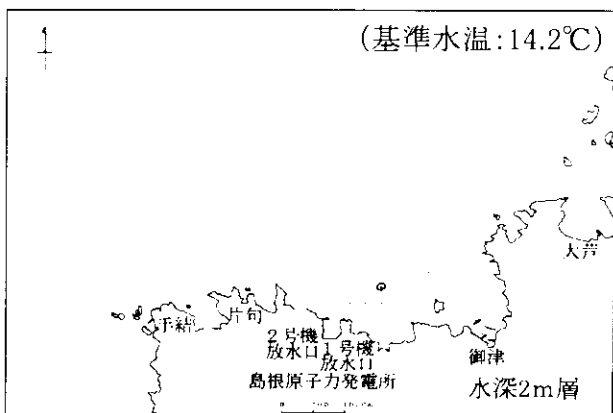 (基準水温:14.2℃)
大芦
手結
片句
2号機
放水口
1号機
放水口
御津
島根原子力発電所
水深2m層